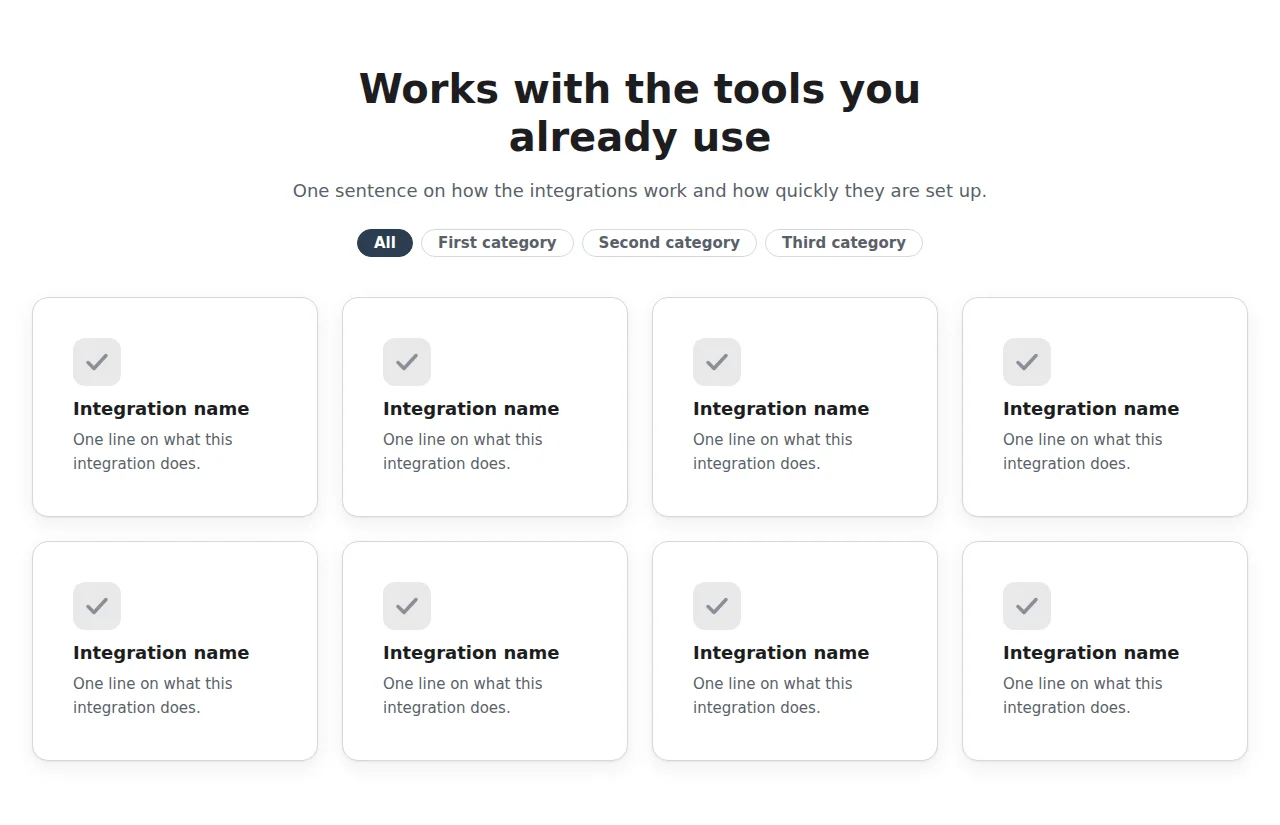 Works with the tools you
already use
One sentence on how the integrations work and how quickly they are set up.
All
First category
Second category
Third category
Integration name
One line on what this
integration does.
Integration name
One line on what this
integration does.
Integration name
One line on what this
integration does.
Integration name
One line on what this
integration does.
Integration name
One line on what this
integration does.
Integration name
One line on what this
integration does.
Integration name
One line on what this
integration does.
Integration name
One line on what this
integration does.